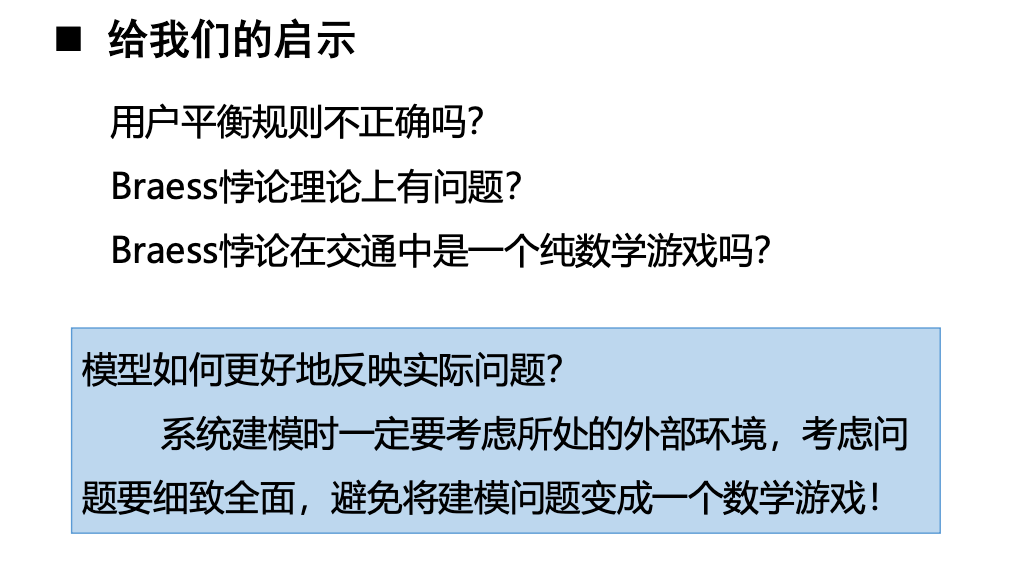 ■ 给我们的启示
用户平衡规则不正确吗？
Braess悖论理论上有问题？
Braess悖论在交通中是一个纯数学游戏吗？
模型如何更好地反映实际问题？
系统建模时一定要考虑所处的外部环境，考虑问
题要细致全面，避免将建模问题变成一个数学游戏！